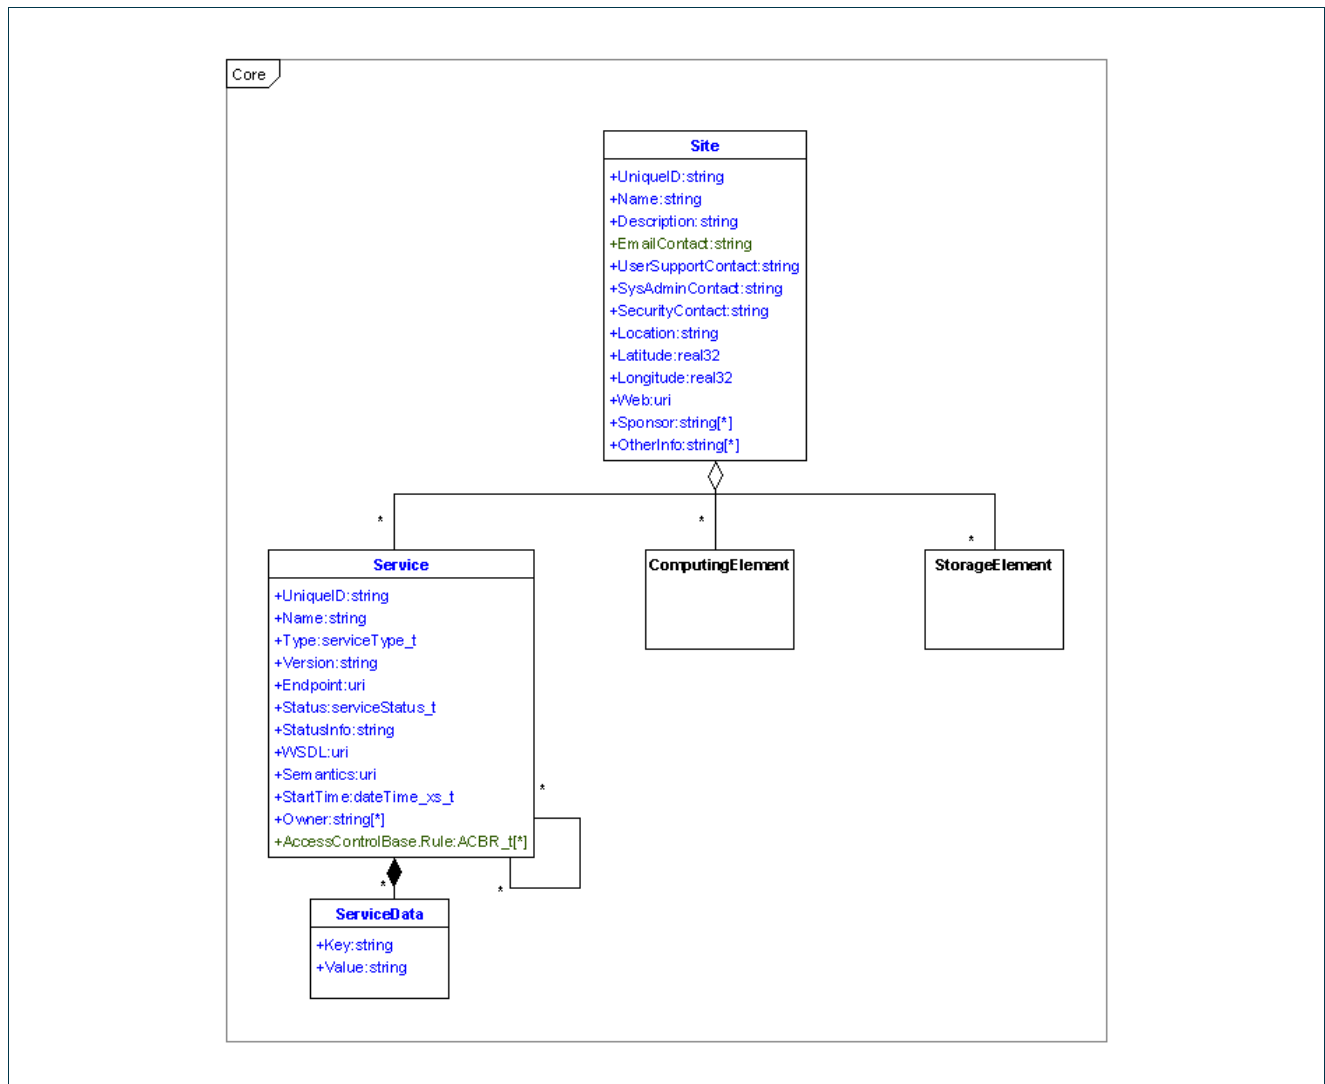 Core
Site
+UniqueID:string
+Name:string
+Description:string
+EmailContact:string
+UserSupportContact:string
+SysAdminContact:string
+SecurityContact:string
+Location:string
+Latitude:real32
+Longitude:real32
+Web:uri
+Sponsor:string[*]
+OtherInfo:string[*]
* * *
Service
+UniqueID:string
+Name:string
+Type:serviceType_t
+Version:string
+Endpoint:uri
+Status:serviceStatus_t
+StatusInfo:string
+WSDL:uri
+Semantics:uri
+StartTime:dateTime_xs_t
+Owner:string[*]
+AccessControlBase.Rule:ACBR_t[*]
*
*
ComputingElement
StorageElement
*
ServiceData
+Key:string
+Value:string